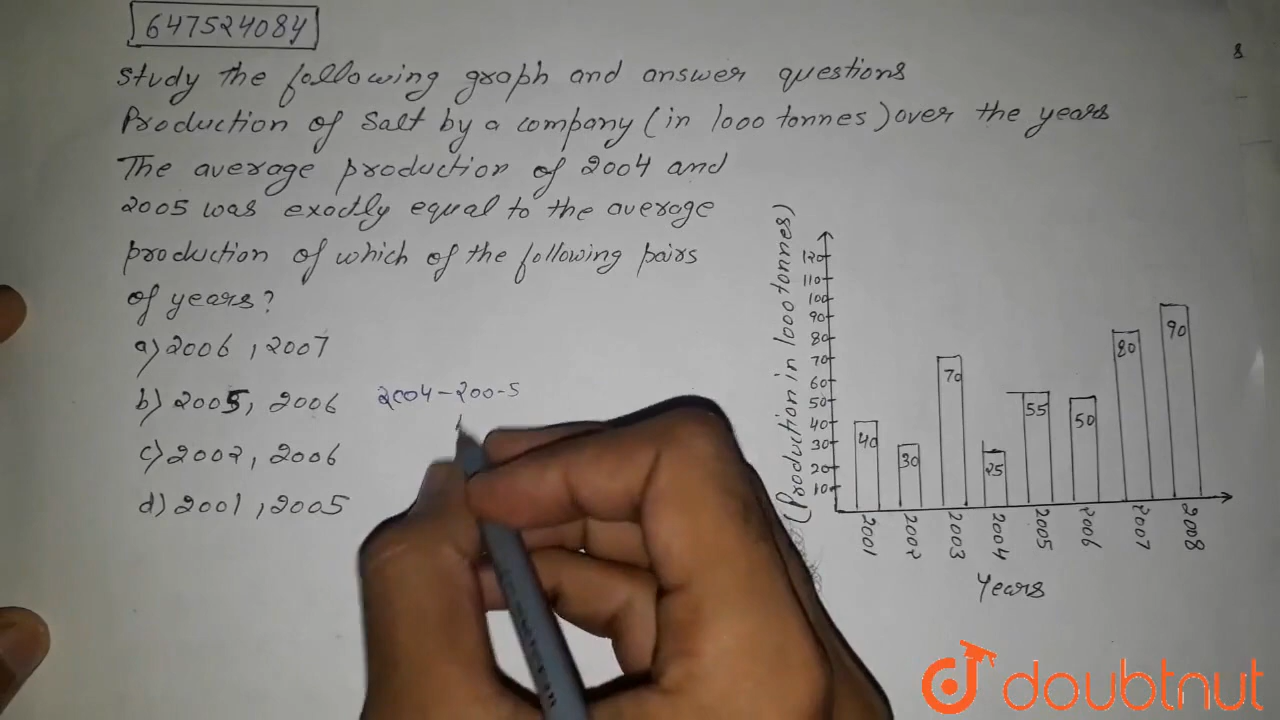 647524084
Study the following graph and answer questions
Production of Salt by a company (in 1000 tonnes) over the years
The average production of 2004 and
2005 was exactly equal to the average
production of which of the following pairs
of years?
a) 2006, 2007
b) 2005, 2006
c) 2002, 2006
d) 2001, 2005
2004-200-5
(Production in 1000 tonnes)
120
110
100
90
80
70
60
50
40
30
20
10
40
30
70
25
55
50
80
90
2001
2002
2003
2004
2005
2006
2007
2008
Years
doubtnut